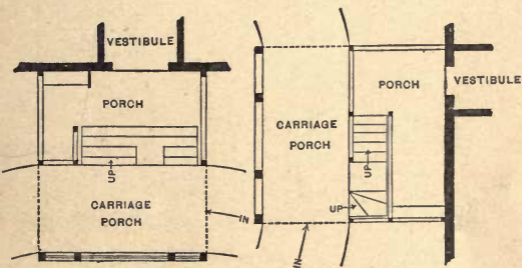 VESTIBULE
PORCH
UP
CARRIAGE
PORCH
IN
PORCH
VESTIBULE
CARRIAGE
PORCH
UP
UP
IN